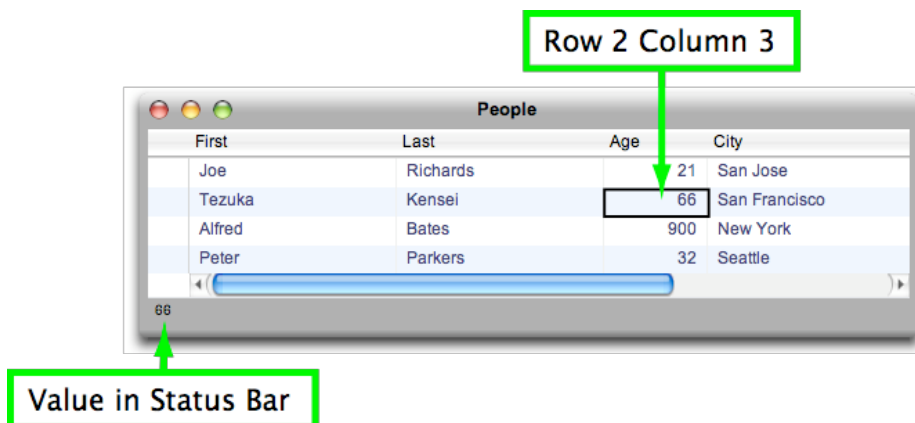 Row 2 Column 3
People
First Last Age City
Joe Richards 21 San Jose
Tezuka Kensei 66 San Francisco
Alfred Bates 900 New York
Peter Parkers 32 Seattle
66
Value in Status Bar